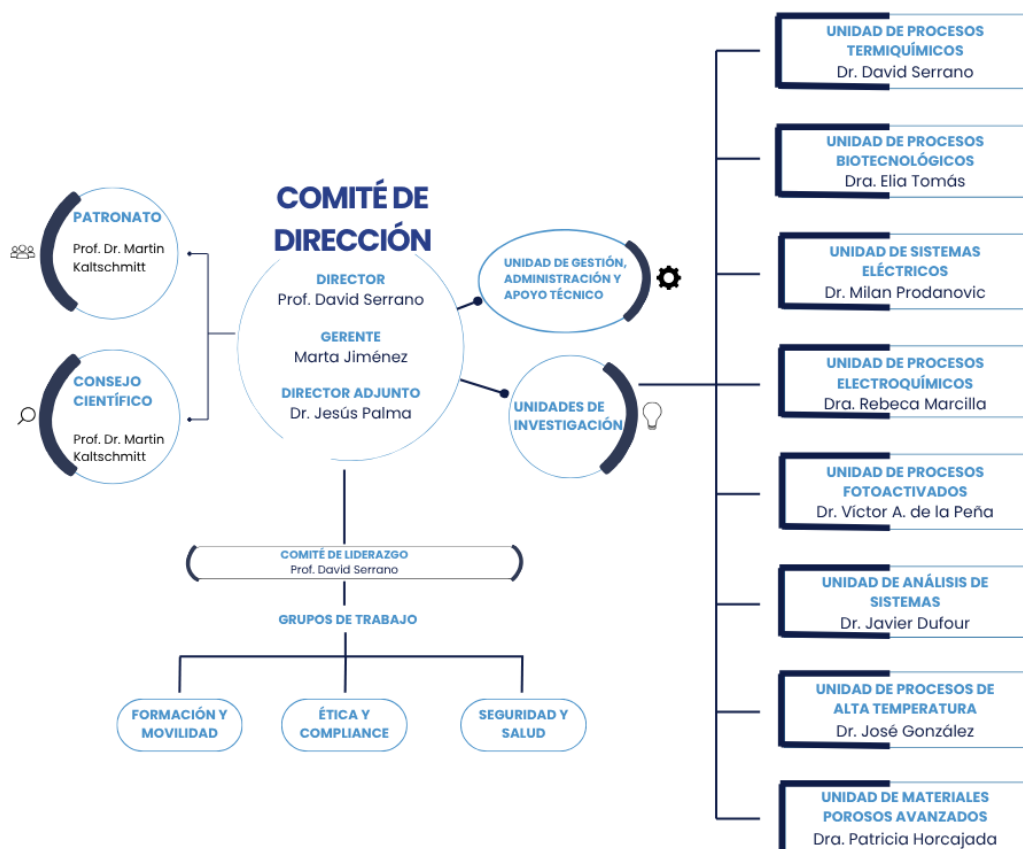 PATRONATO
Prof. Dr. Martin
Kaltschmitt
CONSEJO
CIENTÍFICO
Prof. Dr. Martin
Kaltschmitt
COMITÉ DE
DIRECCIÓN
DIRECTOR
Prof. David Serrano
GERENTE
Marta Jiménez
DIRECTOR ADJUNTO
Dr. Jesús Palma
UNIDAD DE GESTIÓN,
ADMINISTRACIÓN Y
APOYO TÉCNICO
UNIDADES DE
INVESTIGACIÓN
COMITÉ DE LIDERAZGO
Prof. David Serrano
GRUPOS DE TRABAJO
FORMACIÓN Y
MOVILIDAD
ÉTICA Y
COMPLIANCE
SEGURIDAD Y
SALUD
UNIDAD DE PROCESOS
TERMIQUÍMICOS
Dr. David Serrano
UNIDAD DE PROCESOS
BIOTECNOLÓGICOS
Dra. Elia Tomás
UNIDAD DE SISTEMAS
ELÉCTRICOS
Dr. Milan Prodanovic
UNIDAD DE PROCESOS
ELECTROQUÍMICOS
Dra. Rebeca Marcilla
UNIDAD DE PROCESOS
FOTOACTIVADOS
Dr. Víctor A. de la Peña
UNIDAD DE ANÁLISIS DE
SISTEMAS
Dr. Javier Dufour
UNIDAD DE PROCESOS DE
ALTA TEMPERATURA
Dr. José González
UNIDAD DE MATERIALES
POROSOS AVANZADOS
Dra. Patricia Horcajada